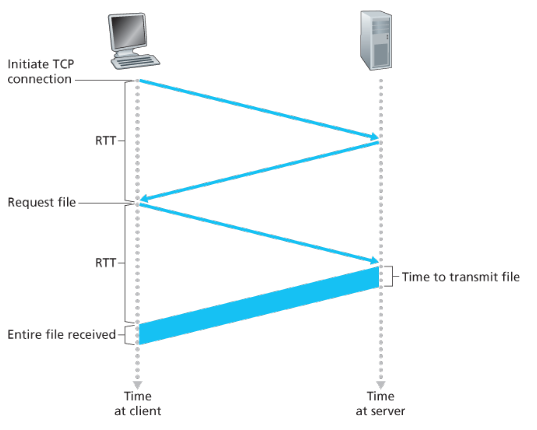 Initiate TCP
connection
RTT
Request file
RTT
Time to transmit file
Entire file received
Time
at client
Time
at server